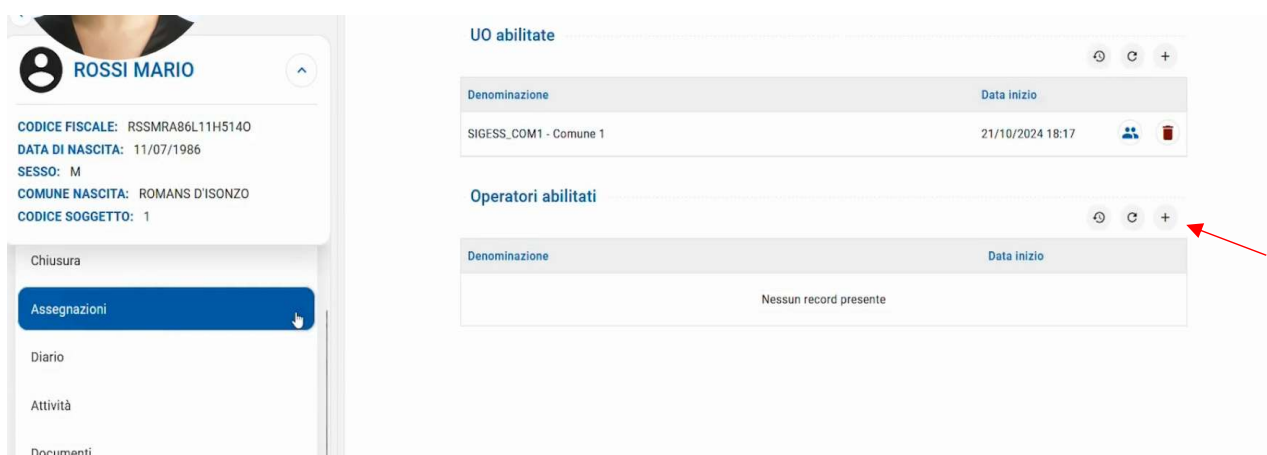 ROSSI MARIO
CODICE FISCALE: RSSMRA86L11H514O
DATA DI NASCITA: 11/07/1986
SESSO: M
COMUNE NASCITA: ROMANS D'ISONZO
CODICE SOGGETTO: 1
Chiusura
Assegnazioni
Diario
Attività
Documenti
UO abilitate
Denominazione Data inizio
SIGESS_COM1 - Comune 1 21/10/2024 18:17
Operatori abilitati
Denominazione Data inizio
Nessun record presente